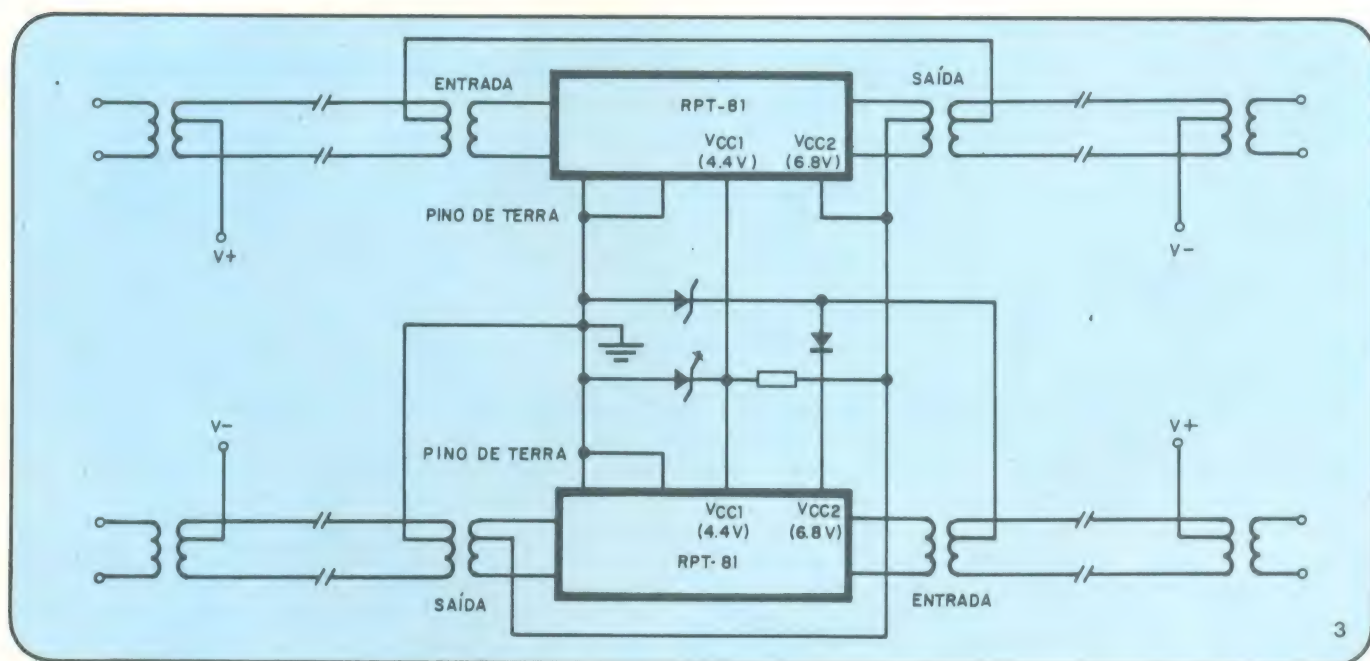 ENTRADA
RPT-81
SAÍDA
VCC1
(4.4V)
VCC2
(6.8V)
PINO DE TERRA
V+
V-
V-
PINO DE TERRA
V+
VCC1
(4.4V)
VCC2
(6.8V)
RPT-81
SAÍDA
ENTRADA
3